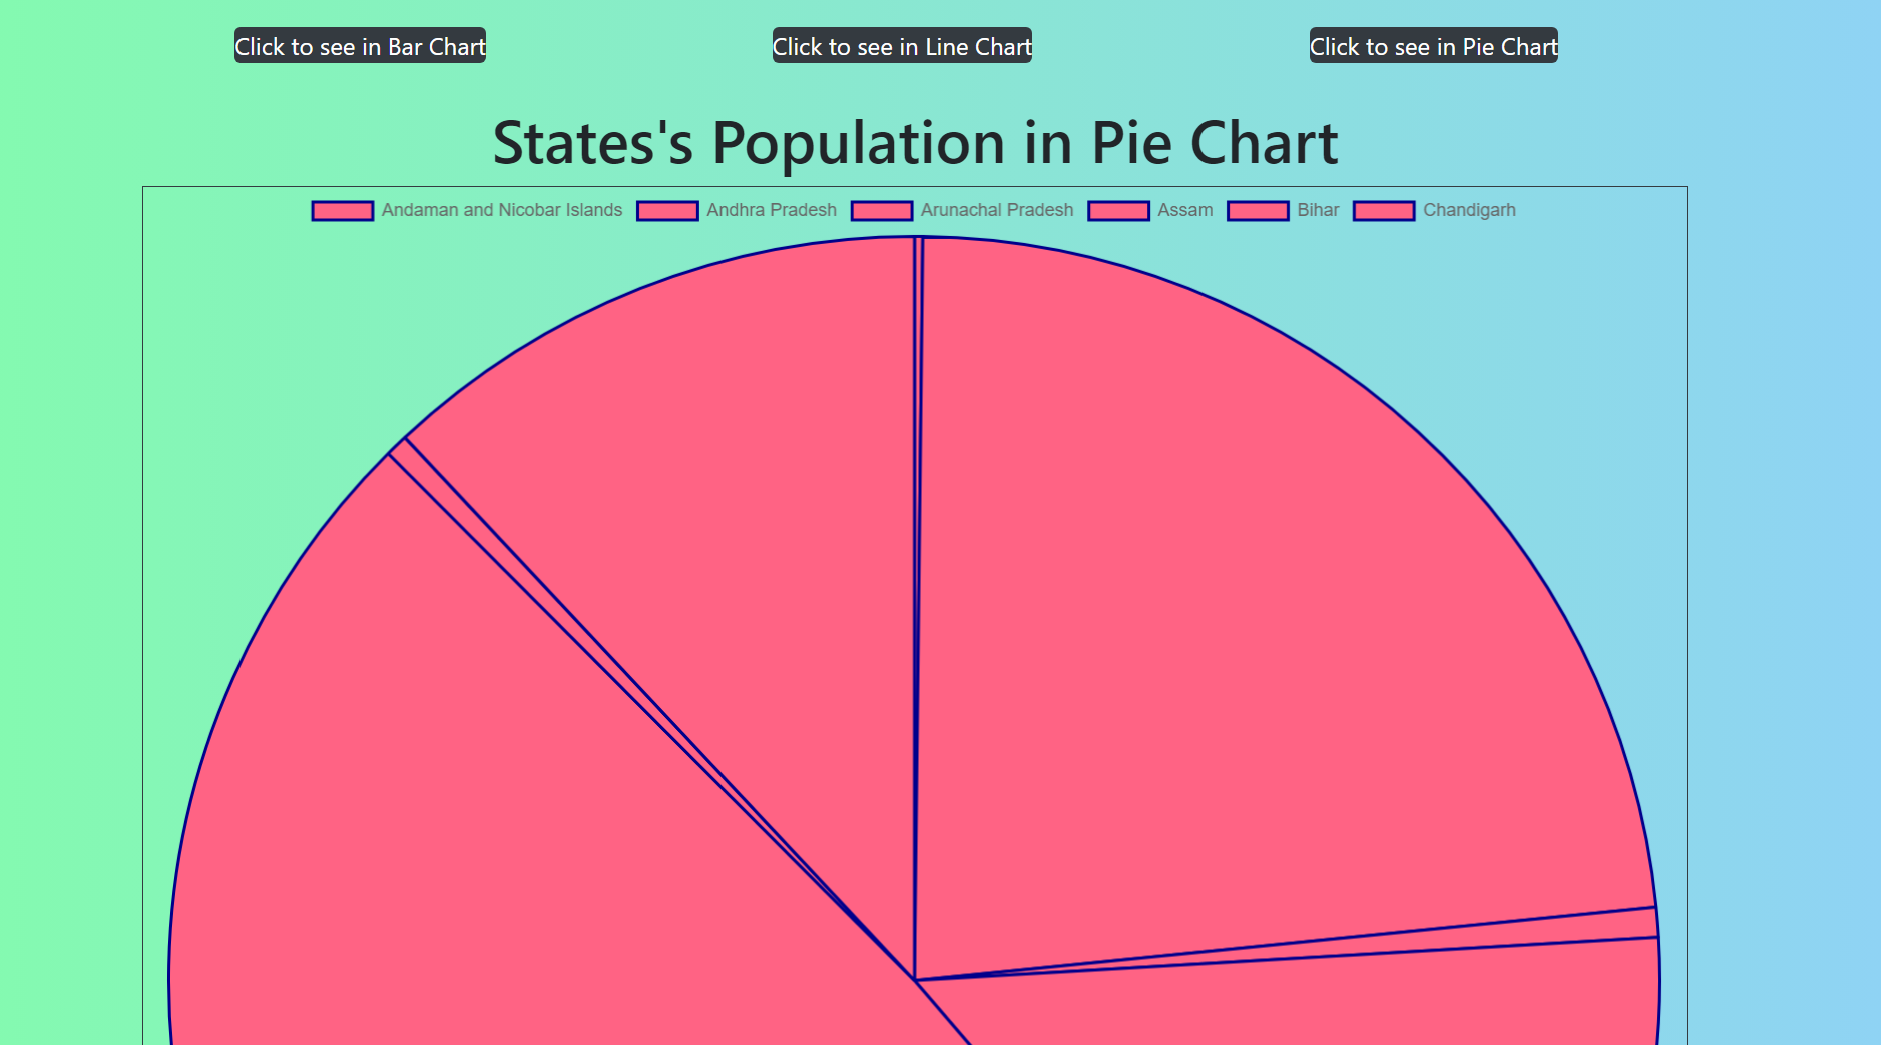 Click to see in Bar Chart
Click to see in Line Chart
Click to see in Pie Chart
States's Population in Pie Chart
Andaman and Nicobar Islands Andhra Pradesh Arunachal Pradesh Assam Bihar Chandigarh